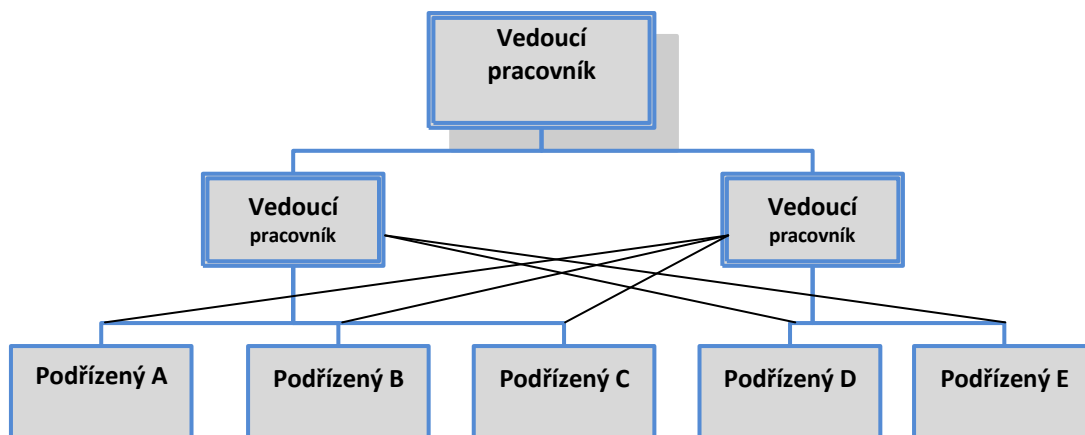 Vedoucí
pracovník
Vedoucí
pracovník
Vedoucí
pracovník
Podřízený A
Podřízený B
Podřízený C
Podřízený D
Podřízený E